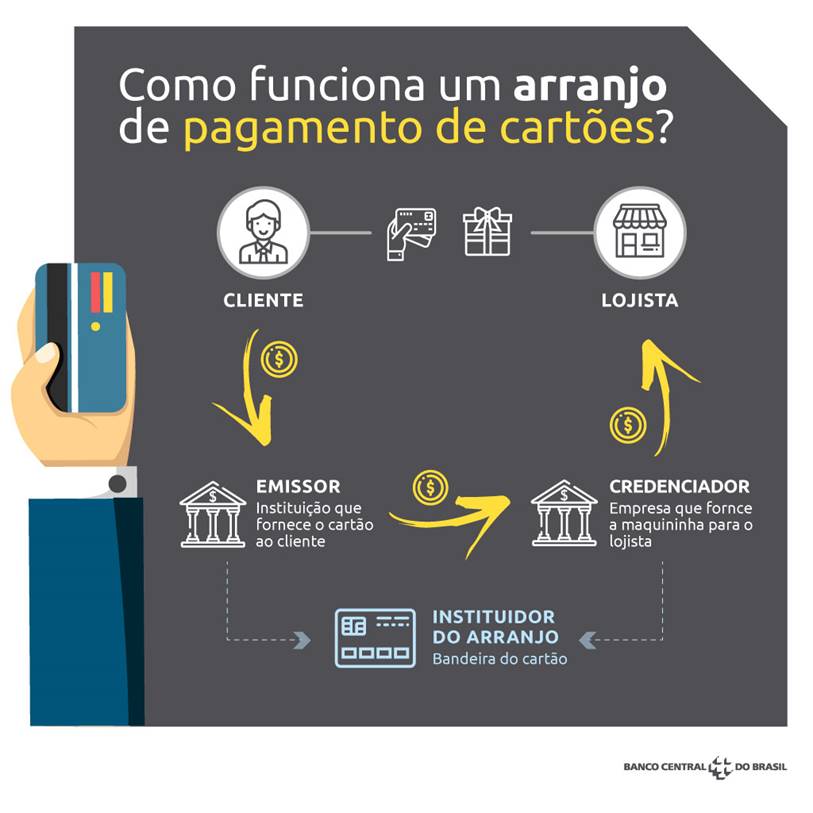 Como funciona um arranjo
de pagamento de cartões?
CLIENTE
LOJISTA
EMISSOR
Instituição que
fornece o cartão
ao cliente
CREDENCIADOR
Empresa que fornce
a maquininha para o
lojista
INSTITUIDOR
DO ARRANJO
Bandeira do cartão
BANCO CENTRAL DO BRASIL